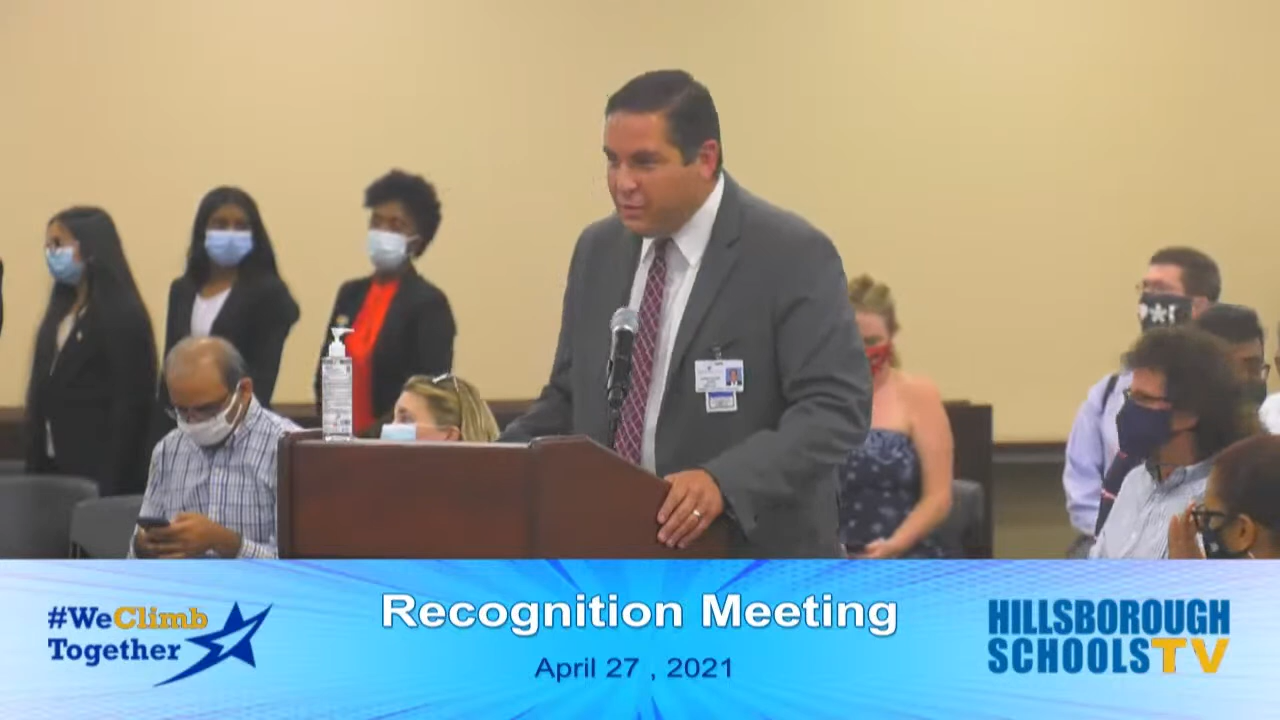 #WeClimb
Together
Recognition Meeting
April 27 , 2021
HILLSBOROUGH
SCHOOLSTV